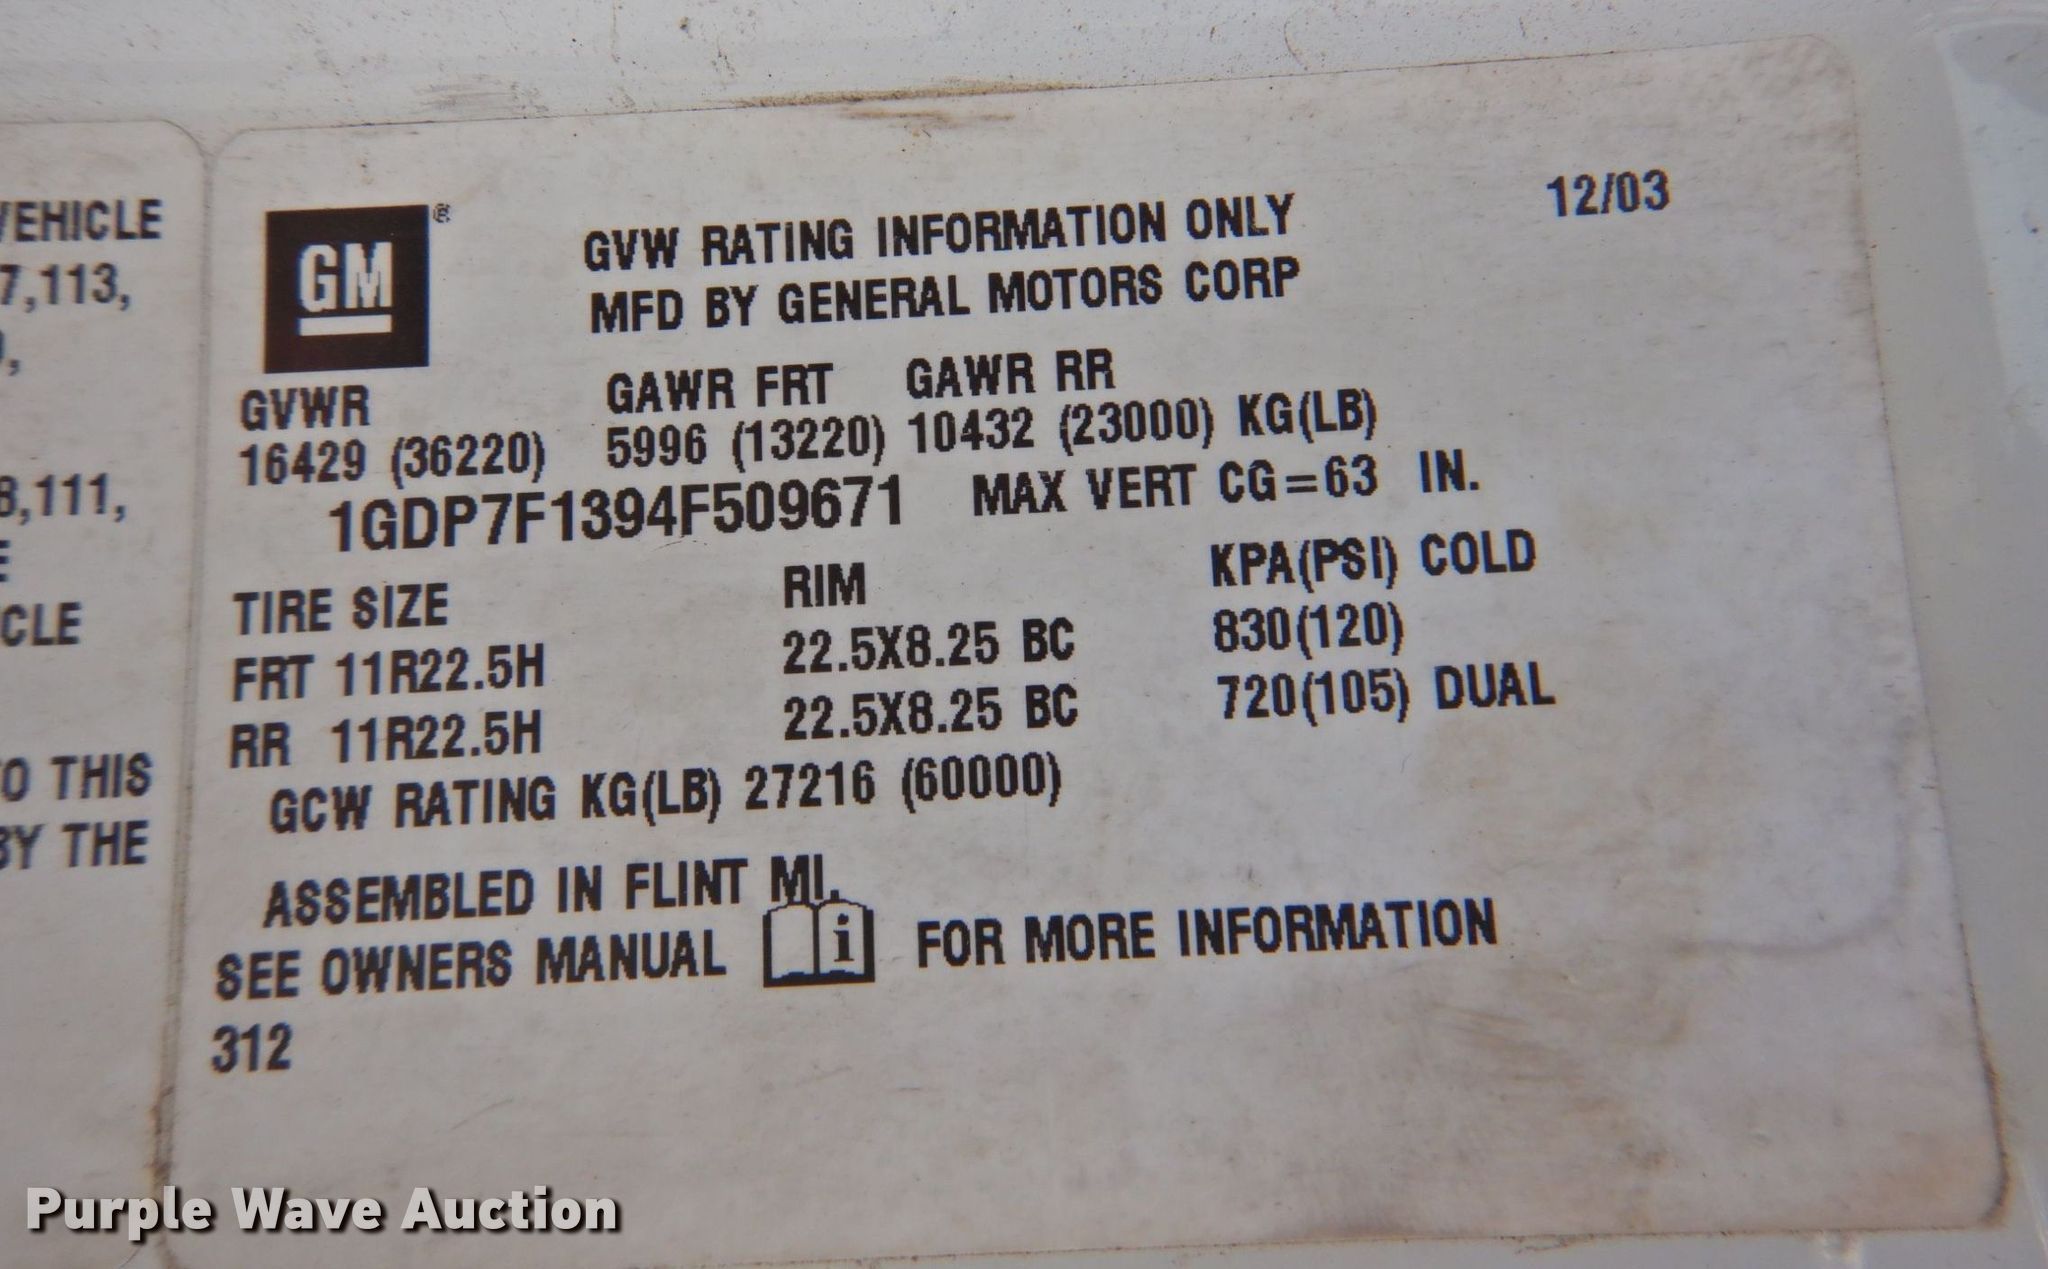 VEHICLE
7,113,
8,111,
CLE
TO THIS
BY THE
GM ®
GVW RATING INFORMATION ONLY 12/03
MFD BY GENERAL MOTORS CORP
GVWR GAWR FRT GAWR RR
16429 (36220) 5996 (13220) 10432 (23000) KG(LB)
1GDP7F1394F509671 MAX VERT CG=63 IN.
TIRE SIZE RIM KPA(PSI) COLD
FRT 11R22.5H 22.5X8.25 BC 830(120)
RR 11R22.5H 22.5X8.25 BC 720(105) DUAL
GCW RATING KG(LB) 27216 (60000)
ASSEMBLED IN FLINT MI.
SEE OWNERS MANUAL i FOR MORE INFORMATION
312
Purple Wave Auction